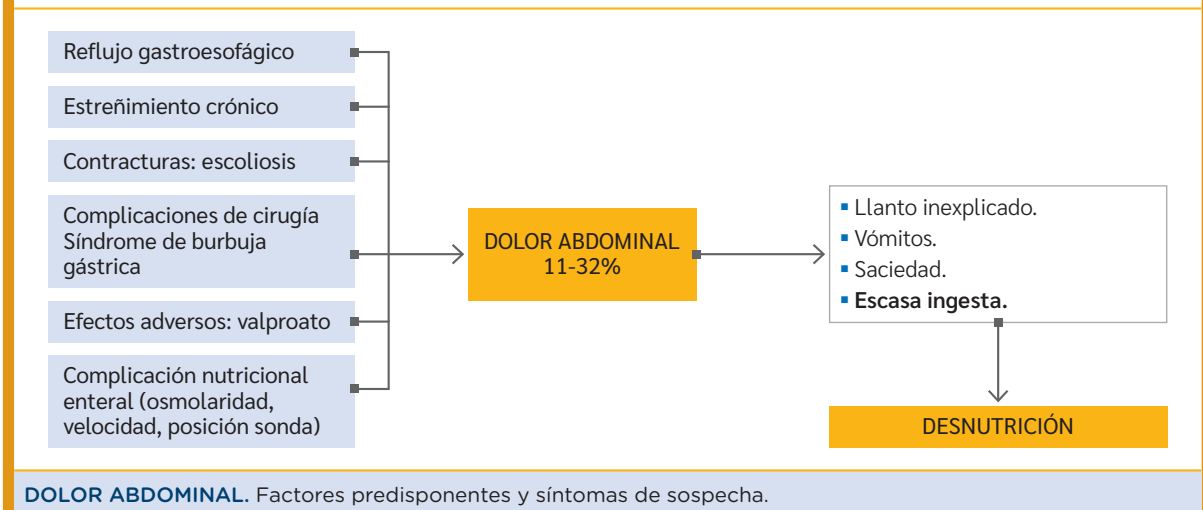 Reflujo gastroesofágico
Estreñimiento crónico
Contracturas: escoliosis
Complicaciones de cirugía
Síndrome de burbuja
gástrica
Efectos adversos: valproato
Complicación nutricional
enteral (osmolaridad,
velocidad, posición sonda)
DOLOR ABDOMINAL
11-32%
▪ Llanto inexplicado.
▪ Vómitos.
▪ Saciedad.
▪ Escasa ingesta.
DESNUTRICIÓN
DOLOR ABDOMINAL. Factores predisponentes y síntomas de sospecha.